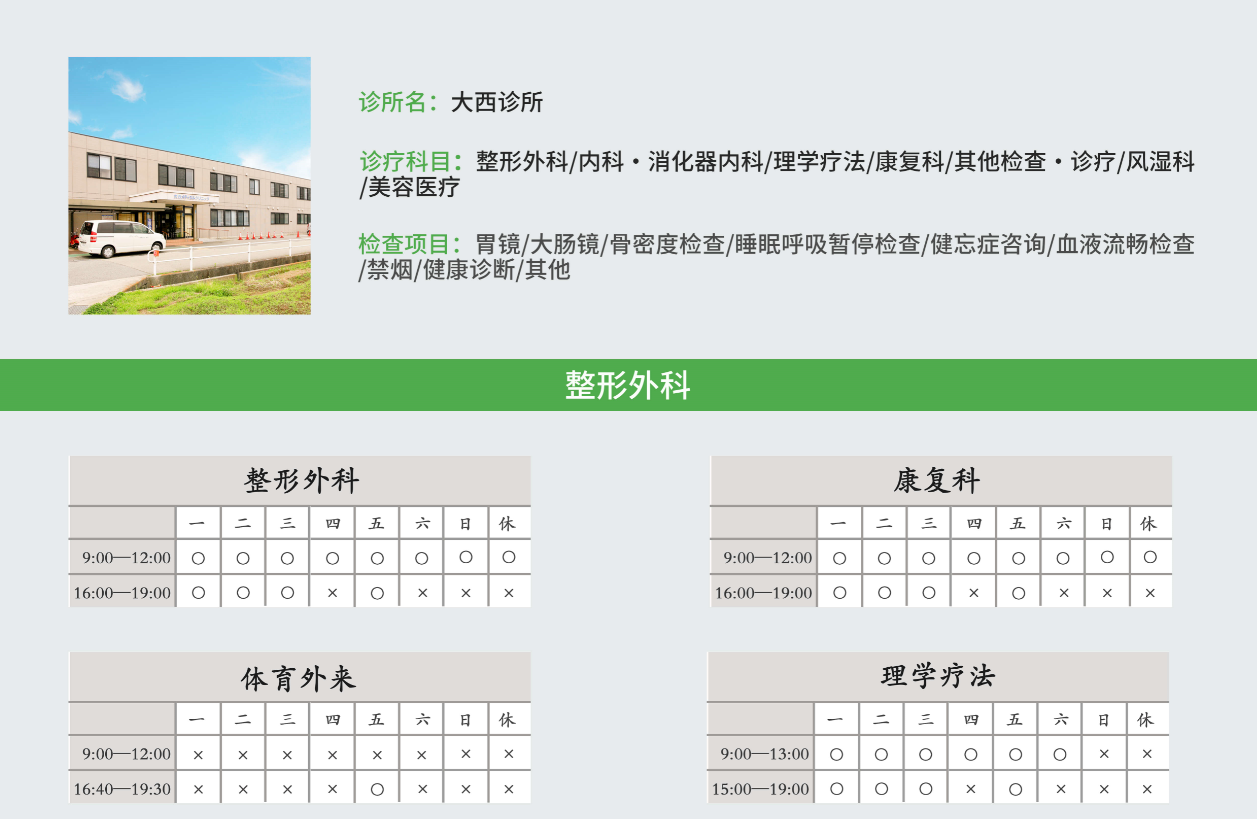 诊所名：大西诊所
诊疗科目：整形外科/内科・消化器内科/理学疗法/康复科/其他检查・诊疗/风湿科
/美容医疗
检查项目：胃镜/大肠镜/骨密度检查/睡眠呼吸暂停检查/健忘症咨询/血液流畅检查
/禁烟/健康诊断/其他
整形外科
整形外科
一 二 三 四 五 六 日 休
9:00—12:00 ○ ○ ○ ○ ○ ○ ○ ○
16:00—19:00 ○ ○ ○ × ○ × × ×
康复科
一 二 三 四 五 六 日 休
9:00—12:00 ○ ○ ○ ○ ○ ○ ○ ○
16:00—19:00 ○ ○ ○ × ○ × × ×
体育外来
一 二 三 四 五 六 日 休
9:00—12:00 × × × × × × × ×
16:40—19:30 × × × × ○ × × ×
理学疗法
一 二 三 四 五 六 日 休
9:00—13:00 ○ ○ ○ ○ ○ ○ × ×
15:00—19:00 ○ ○ ○ × ○ × × ×